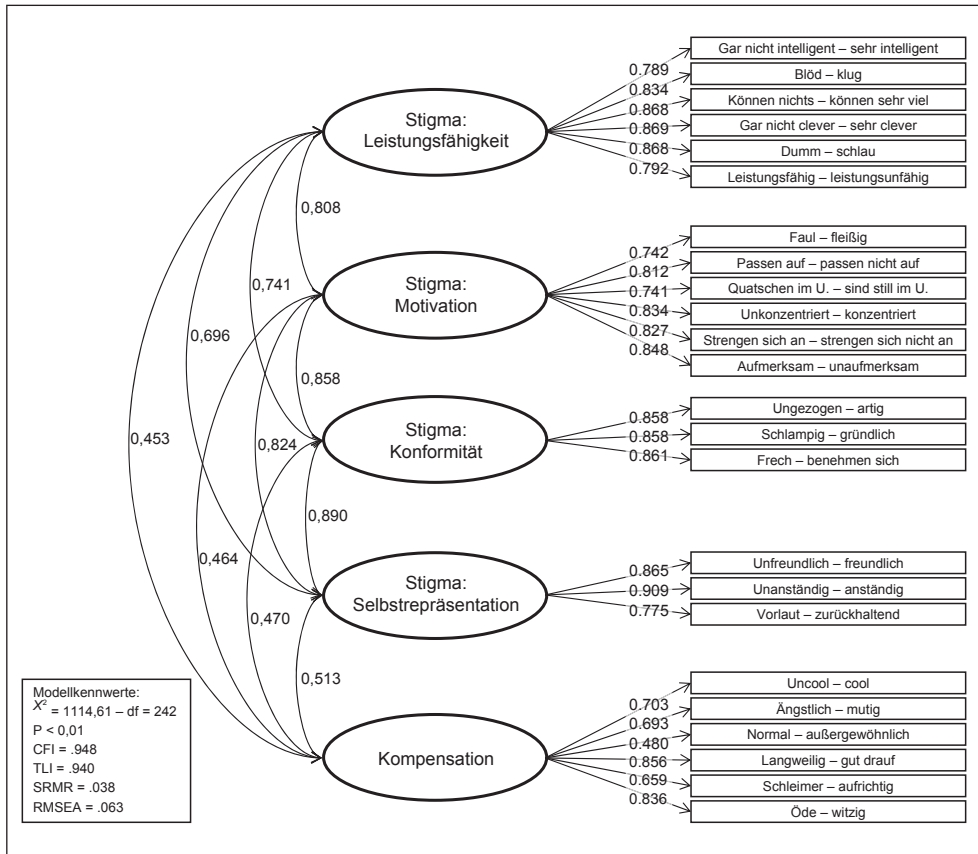 Stigma:
Leistungsfähigkeit
0.789
0.834
0.868
0.869
0.868
0.792
Gar nicht intelligent – sehr intelligent
Blöd – klug
Können nichts – können sehr viel
Gar nicht clever – sehr clever
Dumm – schlau
Leistungsfähig – leistungsunfähig
0,808
0,741
0,696
0,453
Stigma:
Motivation
0.742
0.812
0.741
0.834
0.827
0.848
Faul – fleißig
Passen auf – passen nicht auf
Quatschen im U. – sind still im U.
Unkonzentriert – konzentriert
Strengen sich an – strengen sich nicht an
Aufmerksam – unaufmerksam
0,858
0,824
0,464
Stigma:
Konformität
0.858
0.858
0.861
Ungezogen – artig
Schlampig – gründlich
Frech – benehmen sich
0,890
0,470
Stigma:
Selbstrepräsentation
0.865
0.909
0.775
Unfreundlich – freundlich
Unanständig – anständig
Vorlaut – zurückhaltend
0,513
Kompensation
0.703
0.693
0.480
0.856
0.659
0.836
Uncool – cool
Ängstlich – mutig
Normal – außergewöhnlich
Langweilig – gut drauf
Schleimer – aufrichtig
Öde – witzig
Modellkennwerte:
X² = 1114,61 – df = 242
P < 0,01
CFI = .948
TLI = .940
SRMR = .038
RMSEA = .063